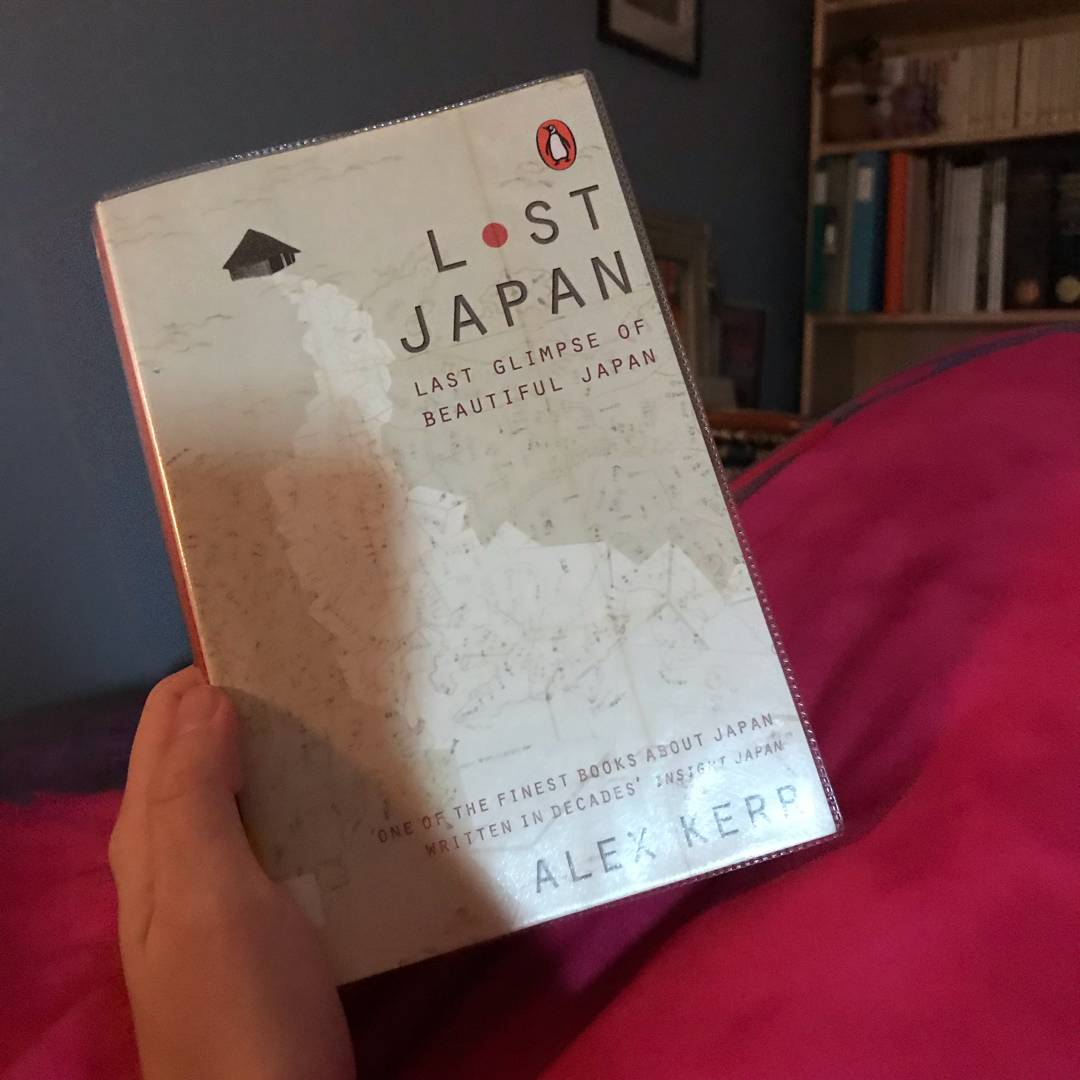 L●ST
JAPAN
LAST GLIMPSE OF
BEAUTIFUL JAPAN
'ONE OF THE FINEST BOOKS ABOUT JAPAN
WRITTEN IN DECADES' INSIGHT JAPAN
ALEX KERR